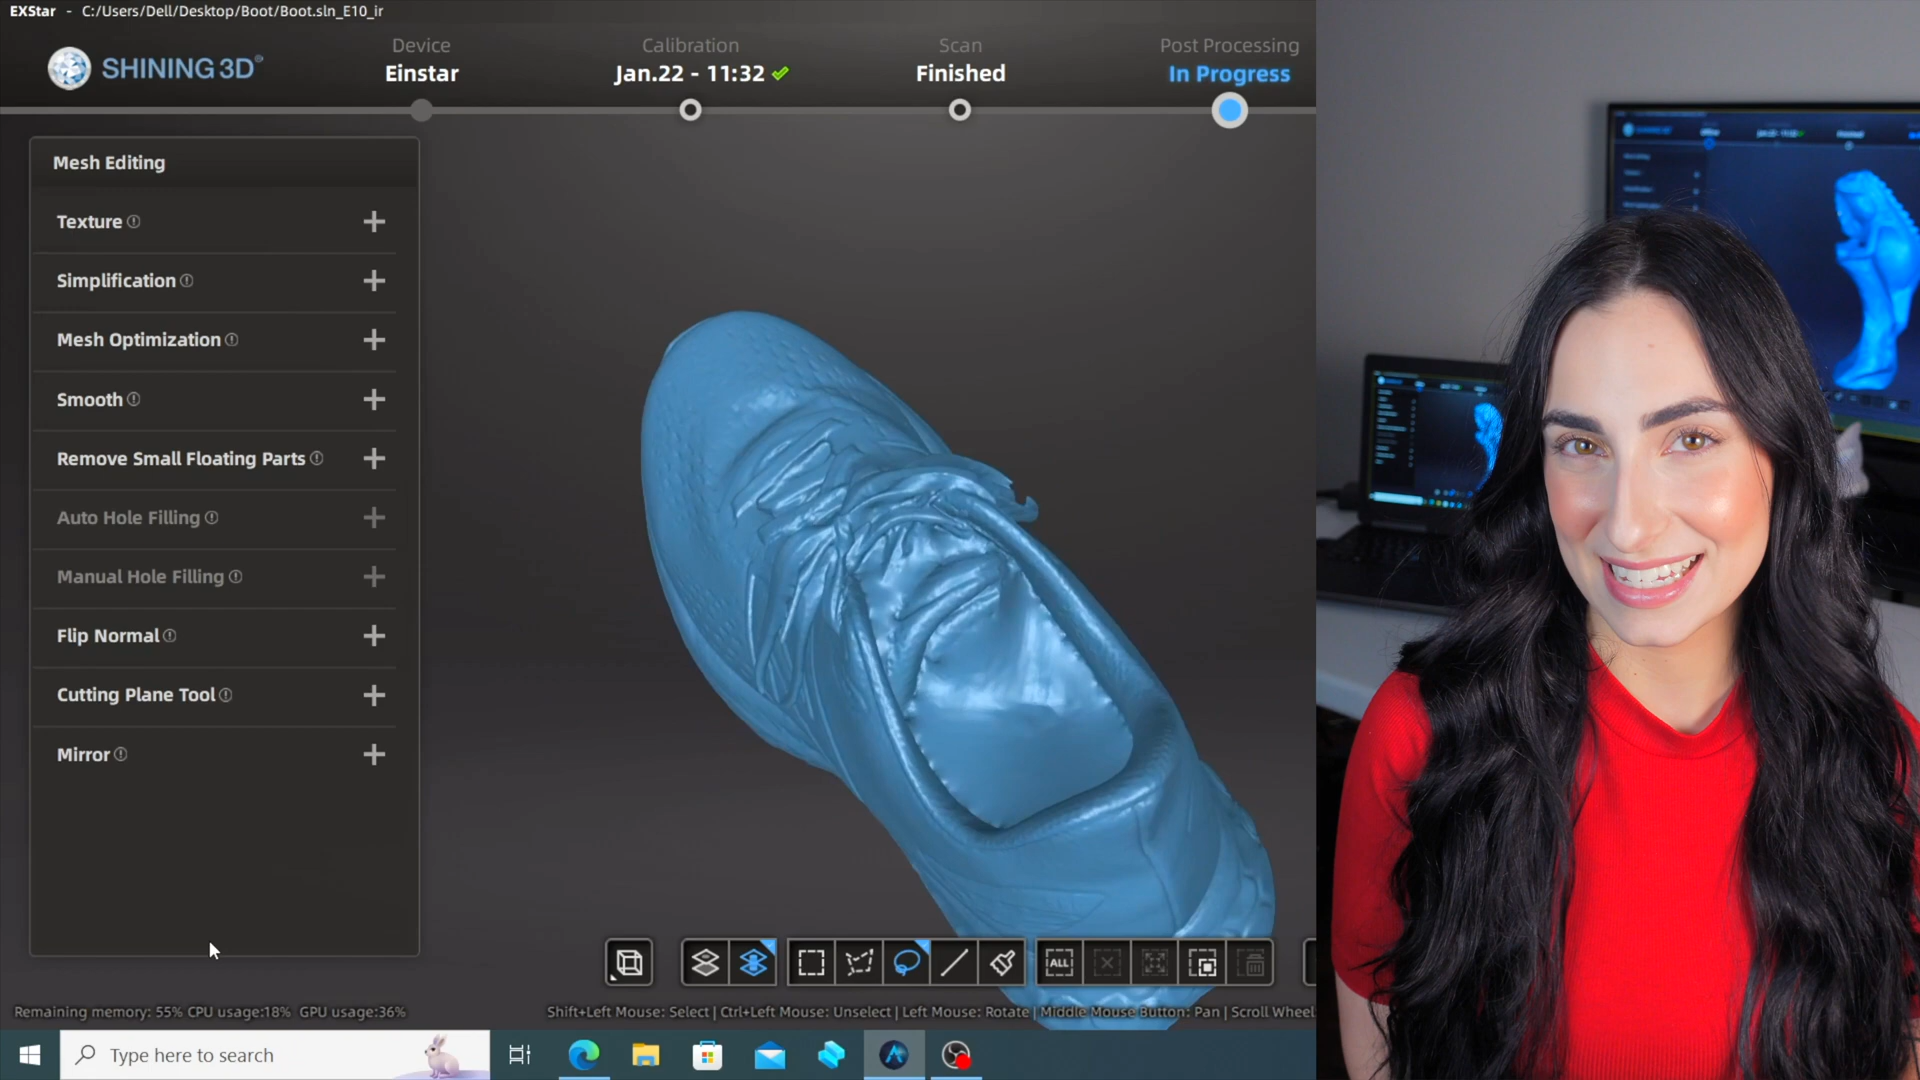 EXStar - C:/Users/Dell/Desktop/Boot/Boot.sln_E10_ir
SHINING 3D®
Device
Einstar
Calibration
Jan.22 - 11:32
Scan
Finished
Post Processing
In Progress
Mesh Editing
Texture
Simplification
Mesh Optimization
Smooth
Remove Small Floating Parts
Auto Hole Filling
Manual Hole Filling
Flip Normal
Cutting Plane Tool
Mirror
ALL
Remaining memory: 55% CPU usage:18% GPU usage:36%
Shift+Left Mouse: Select | Ctrl+Left Mouse: Unselect | Left Mouse: Rotate | Middle Mouse Button: Pan | Scroll Wheel
Type here to search